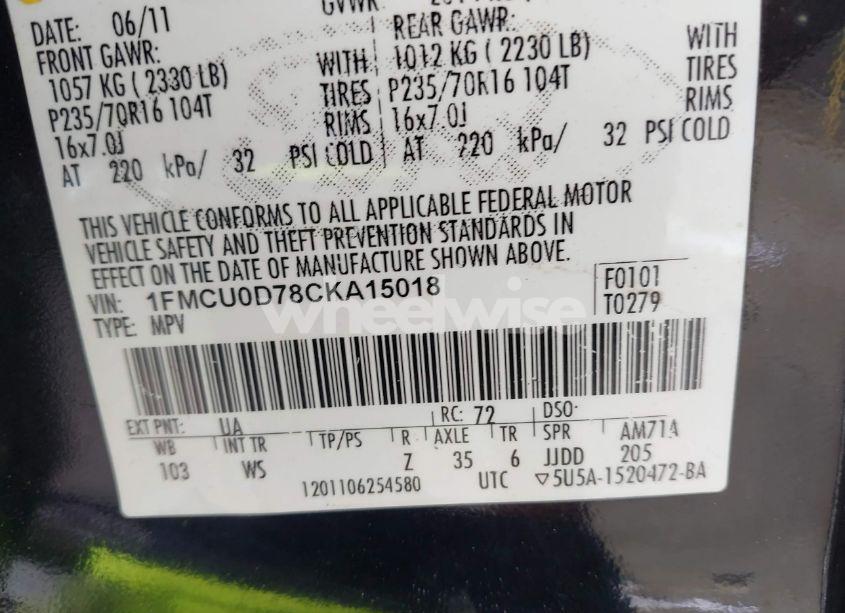 GVWR
DATE: 06/11
FRONT GAWR:
1057 KG ( 2330 LB)
P235/70R16 104T
16x7.0J
AT 220 kPa/ 32 PSI COLD
WITH
TIRES
RIMS
REAR GAWR:
1012 KG ( 2230 LB)
P235/70R16 104T
16x7.0J
AT 220 kPa/ 32 PSI COLD
WITH
TIRES
RIMS
THIS VEHICLE CONFORMS TO ALL APPLICABLE FEDERAL MOTOR
VEHICLE SAFETY AND THEFT PREVENTION STANDARDS IN
EFFECT ON THE DATE OF MANUFACTURE SHOWN ABOVE.
VIN: 1FMCU0D78CKA15018
TYPE: MPV
F0101
T0279
wheelwise
EXT PNT: UA RC: 72 DSO:
WB INT TR TP/PS R AXLE TR SPR AM71A
103 WS Z 35 6 JJDD 205
1201106254580 UTC ▽5U5A-1520472-BA